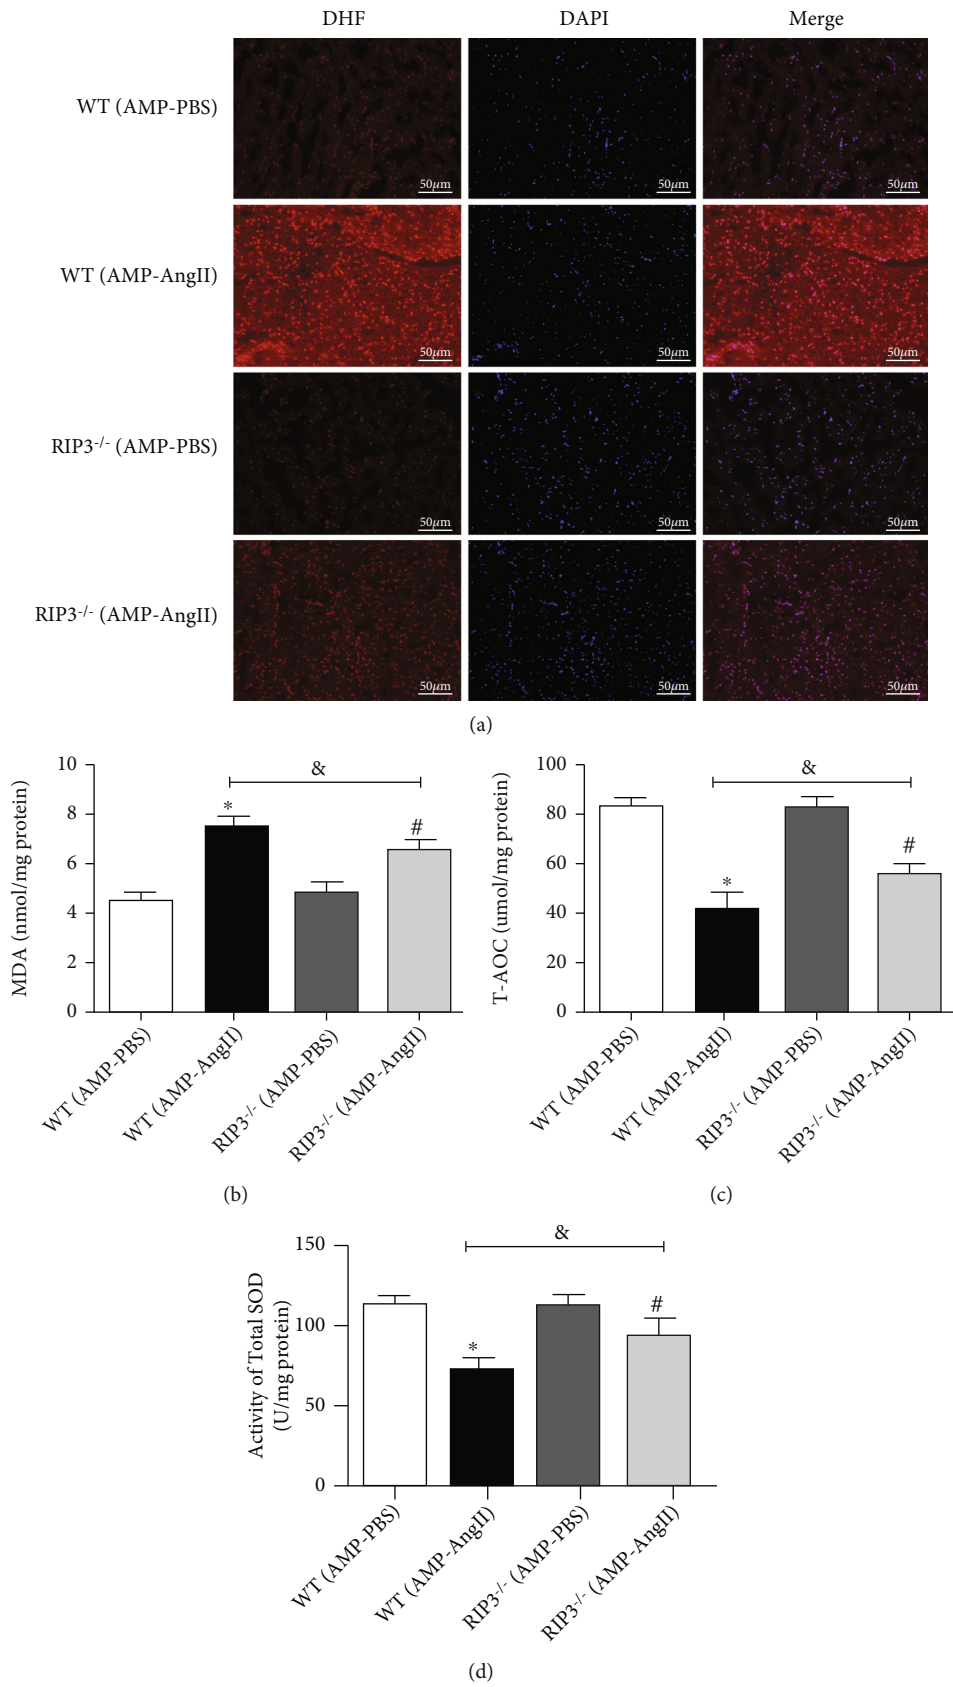 DHF DAPI Merge
WT (AMP-PBS)
50μm 50μm 50μm
WT (AMP-AngII)
50μm 50μm 50μm
RIP3-/- (AMP-PBS)
50μm 50μm 50μm
RIP3-/- (AMP-AngII)
50μm 50μm 50μm
(a)
MDA (nmol/mg protein)
10
8
6
4
2
0
*
#
&
WT (AMP-PBS)
WT (AMP-AngII)
RIP3-/- (AMP-PBS)
RIP3-/- (AMP-AngII)
(b)
T-AOC (umol/mg protein)
100
80
60
40
20
0
*
#
&
WT (AMP-PBS)
WT (AMP-AngII)
RIP3-/- (AMP-PBS)
RIP3-/- (AMP-AngII)
(c)
Activity of Total SOD
(U/mg protein)
150
100
50
0
*
#
&
WT (AMP-PBS)
WT (AMP-AngII)
RIP3-/- (AMP-PBS)
RIP3-/- (AMP-AngII)
(d)